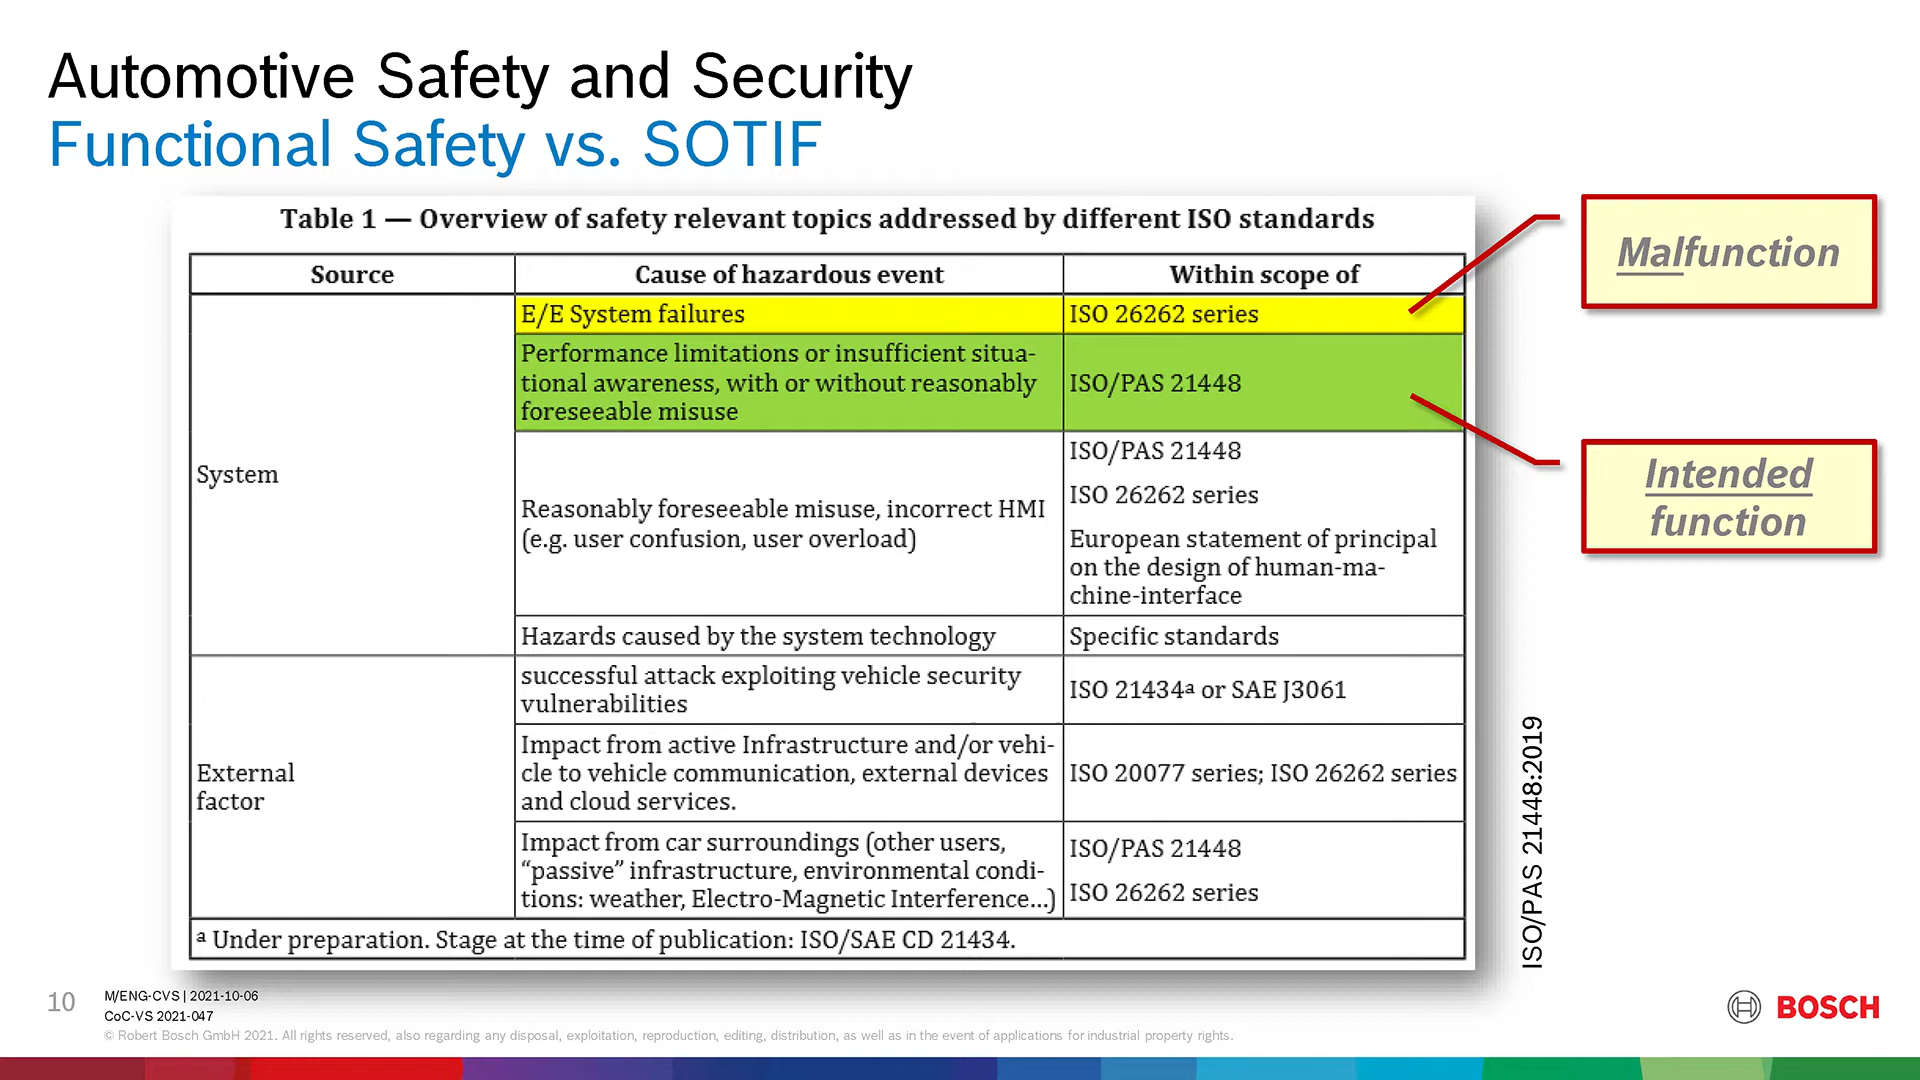 Automotive Safety and Security
Functional Safety vs. SOTIF
Table 1 — Overview of safety relevant topics addressed by different ISO standards
Source
Cause of hazardous event
Within scope of
System
E/E System failures
ISO 26262 series
Performance limitations or insufficient situa-
tional awareness, with or without reasonably
foreseeable misuse
ISO/PAS 21448
Reasonably foreseeable misuse, incorrect HMI
(e.g. user confusion, user overload)
ISO/PAS 21448
ISO 26262 series
European statement of principal
on the design of human-ma-
chine-interface
Hazards caused by the system technology
Specific standards
External
factor
successful attack exploiting vehicle security
vulnerabilities
ISO 21434a or SAE J3061
Impact from active Infrastructure and/or vehi-
cle to vehicle communication, external devices
and cloud services.
ISO 20077 series; ISO 26262 series
Impact from car surroundings (other users,
“passive” infrastructure, environmental condi-
tions: weather, Electro-Magnetic Interference...)
ISO/PAS 21448
ISO 26262 series
a Under preparation. Stage at the time of publication: ISO/SAE CD 21434.
Malfunction
Intended
function
ISO/PAS 21448:2019
10
M/ENG-CVS | 2021-10-06
CoC-VS 2021-047
© Robert Bosch GmbH 2021. All rights reserved, also regarding any disposal, exploitation, reproduction, editing, distribution, as well as in the event of applications for industrial property rights.
BOSCH